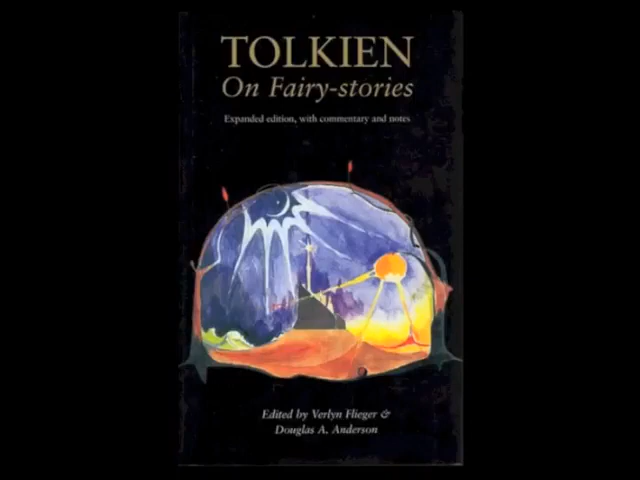 TOLKIEN
On Fairy-stories
Expanded edition, with commentary and notes
Edited by Verlyn Flieger &
Douglas A. Anderson